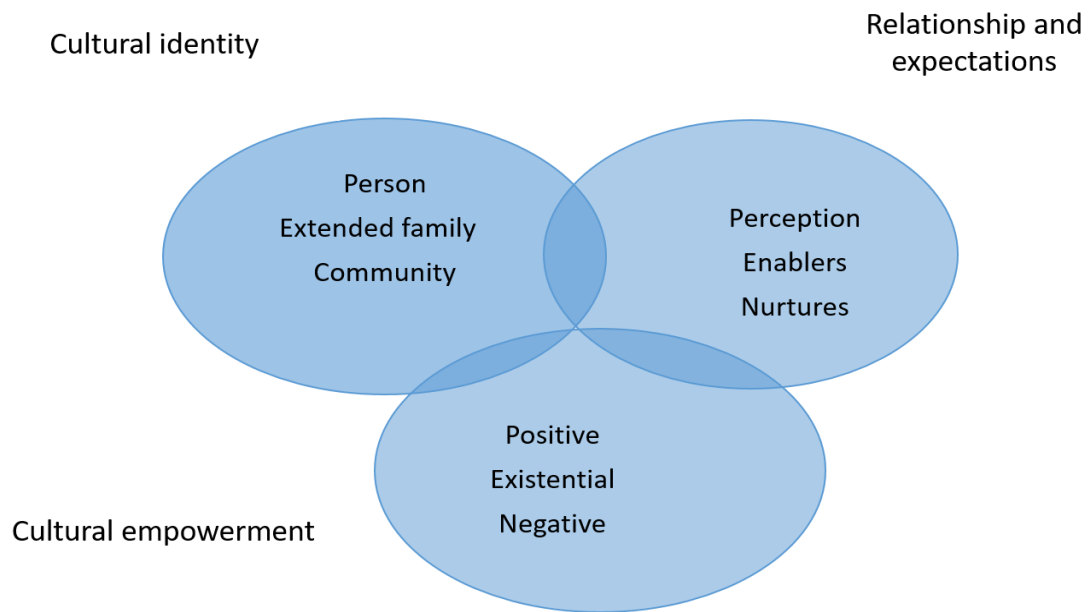 Cultural identity
Relationship and
expectations
Person
Extended family
Community
Perception
Enablers
Nurtures
Positive
Existential
Negative
Cultural empowerment